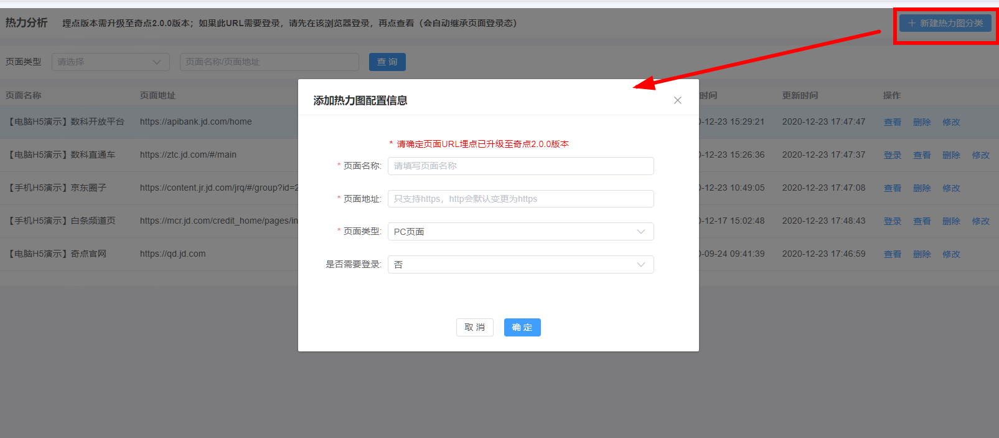 热力分析 埋点版本需升级至奇点2.0.0版本；如果此URL需要登录，请先在该浏览器登录，再点查看（会自动继承页面登录态） + 新建热力图分类
页面类型 请选择 页面名称/页面地址 查 询
页面名称 页面地址 时间 更新时间 操作
【电脑H5演示】数科开放平台 https://apibank.jd.com/home 0-12-23 15:29:21 2020-12-23 17:47:47 查看 删除 修改
【电脑H5演示】数科直通车 https://ztc.jd.com/#/main 0-12-23 15:26:36 2020-12-23 17:47:37 登录 查看 删除 修改
【手机H5演示】京东圈子 https://content.jr.jd.com/jrq/#/group?id=2 0-12-23 10:49:05 2020-12-23 17:47:08 查看 删除 修改
【手机H5演示】白条频道页 https://mcr.jd.com/credit_home/pages/in 0-12-17 15:02:48 2020-12-23 17:48:43 登录 查看 删除 修改
【电脑H5演示】奇点官网 https://qd.jd.com 0-09-24 09:41:39 2020-12-23 17:46:59 查看 删除 修改
添加热力图配置信息
* 请确定页面URL埋点已升级至奇点2.0.0版本
* 页面名称: 请填写页面名称
* 页面地址: 只支持https，http会默认变更为https
* 页面类型: PC页面
是否需要登录: 否
取 消 确 定